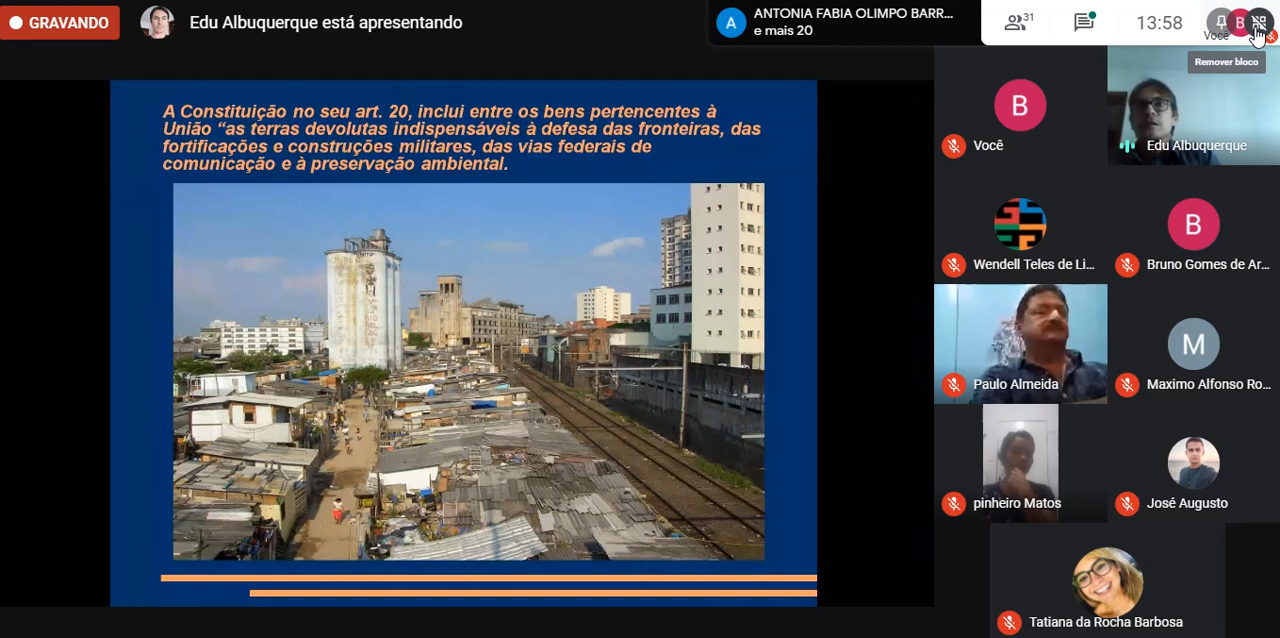 GRAVANDO
Edu Albuquerque está apresentando
A
ANTONIA FABIA OLIMPO BARR...
e mais 20
31
13:58
B
Você
Remover bloco
A Constituição no seu art. 20, inclui entre os bens pertencentes à
União “as terras devolutas indispensáveis à defesa das fronteiras, das
fortificações e construções militares, das vias federais de
comunicação e à preservação ambiental.
B
Você
Edu Albuquerque
Wendell Teles de Li...
B
Bruno Gomes de Ar...
Paulo Almeida
M
Maximo Alfonso Ro...
pinheiro Matos
José Augusto
Tatiana da Rocha Barbosa